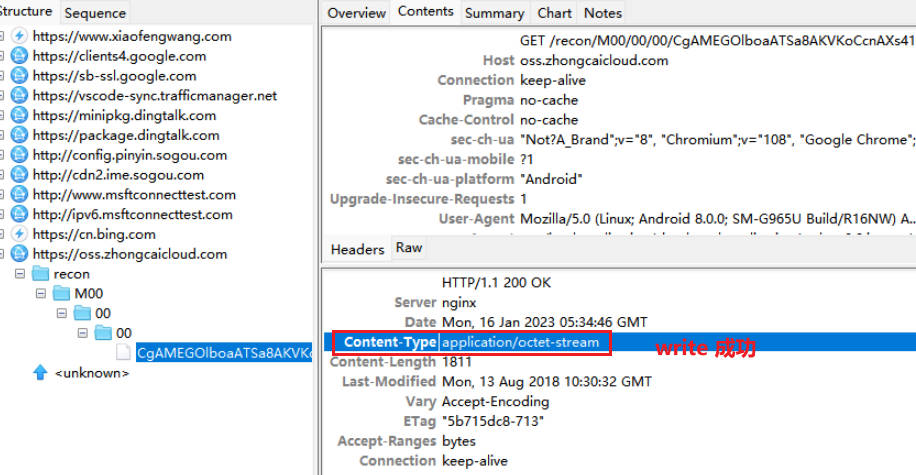 Structure Sequence
https://www.xiaofengwang.com
https://clients4.google.com
https://sb-ssl.google.com
https://vscode-sync.trafficmanager.net
https://minipkg.dingtalk.com
https://package.dingtalk.com
http://config.pinyin.sogou.com
http://cdn2.ime.sogou.com
http://www.msftconnecttest.com
http://ipv6.msftconnecttest.com
https://cn.bing.com
https://oss.zhongcaicloud.com
recon
M00
00
00
CgAMEGOlboaATSa8AKVKo
<unknown>
Overview Contents Summary Chart Notes
GET /recon/M00/00/00/CgAMEGOlboaATSa8AKVKoCcnAXs41
Host oss.zhongcaicloud.com
Connection keep-alive
Pragma no-cache
Cache-Control no-cache
sec-ch-ua "Not?A_Brand";v="8", "Chromium";v="108", "Google Chrome";
sec-ch-ua-mobile ?1
sec-ch-ua-platform "Android"
Upgrade-Insecure-Requests 1
User-Agent Mozilla/5.0 (Linux; Android 8.0.0; SM-G965U Build/R16NW) A...
Headers Raw
HTTP/1.1 200 OK
Server nginx
Date Mon, 16 Jan 2023 05:34:46 GMT
Content-Type application/octet-stream write 成功
Content-Length 1811
Last-Modified Mon, 13 Aug 2018 10:30:32 GMT
Vary Accept-Encoding
ETag "5b715dc8-713"
Accept-Ranges bytes
Connection keep-alive